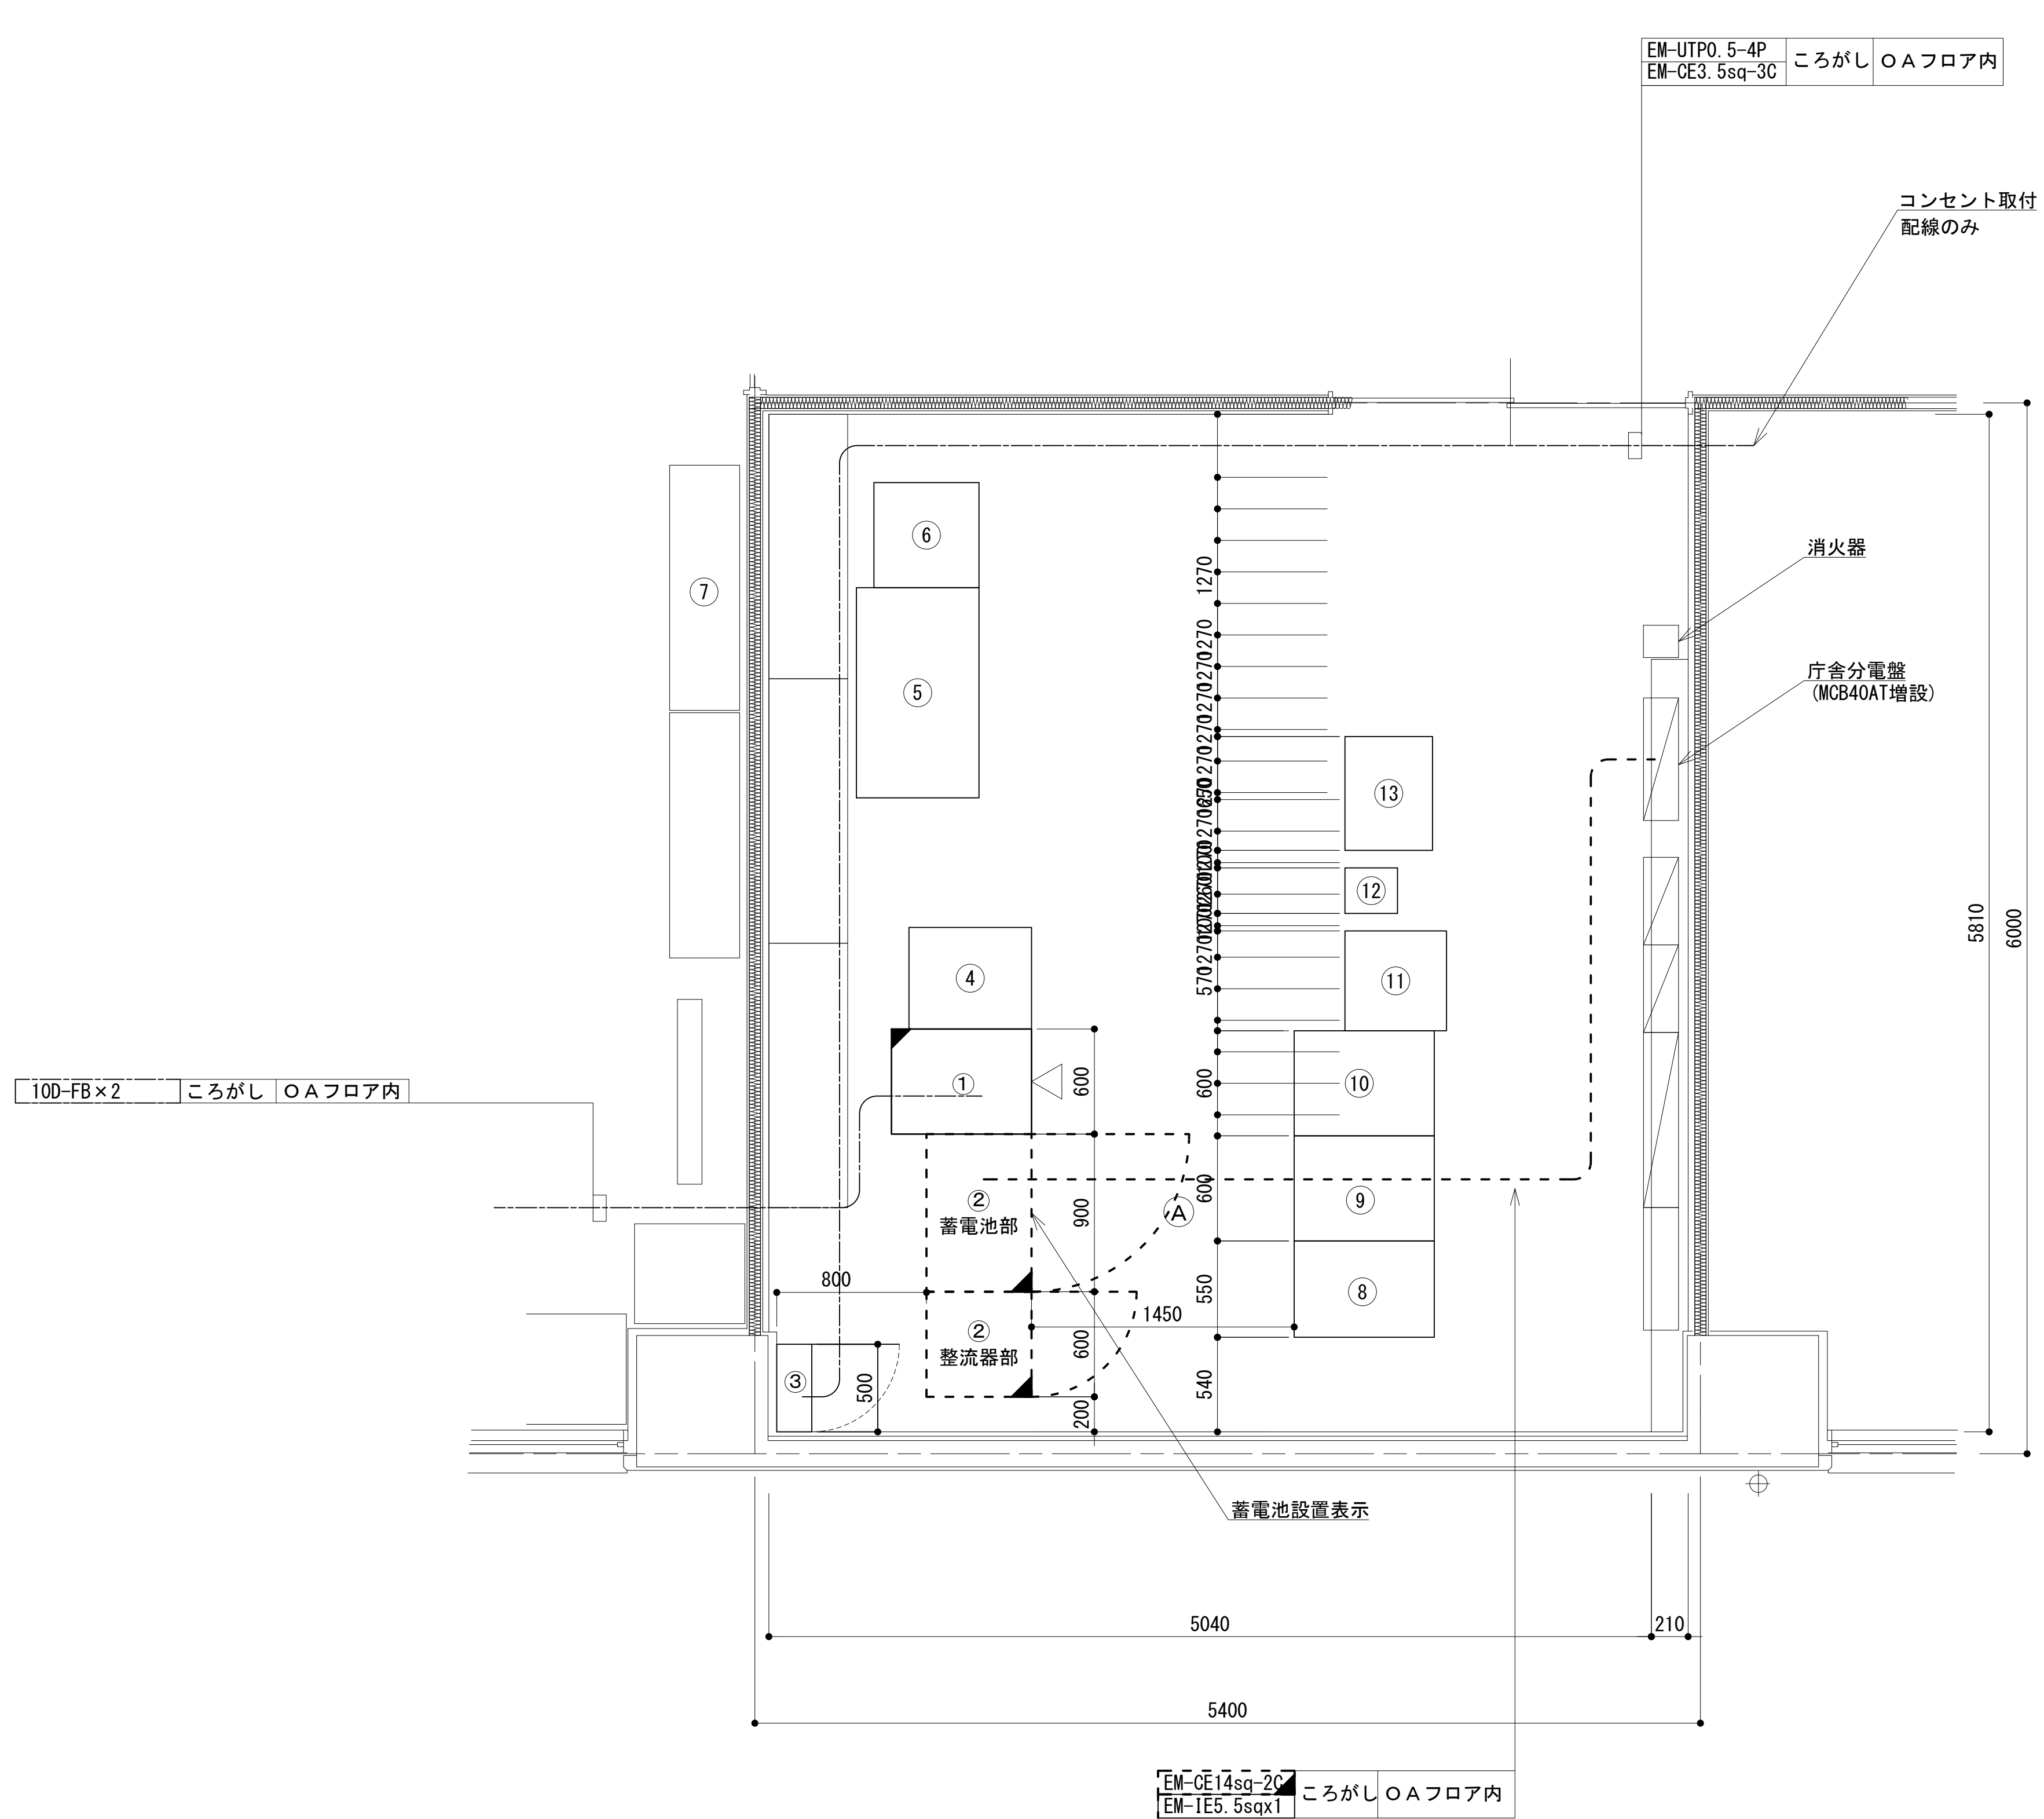 EM-UTP0.5-4P
EM-CE3.5sq-3C
ころがし
ＯＡフロア内
コンセント取付
配線のみ
消火器
庁舎分電盤
(MCB40AT増設)
⑦
⑥
⑤
④
①
②
蓄電池部
②
整流器部
③
Ⓐ
⑬
⑫
⑪
⑩
⑨
⑧
1270
600
900
600
200
800
500
1450
570
600
600
550
540
5810
6000
10D-FB×2
ころがし
ＯＡフロア内
蓄電池設置表示
5040
210
5400
EM-CE14sq-2C
EM-IE5.5sqx1
ころがし
ＯＡフロア内